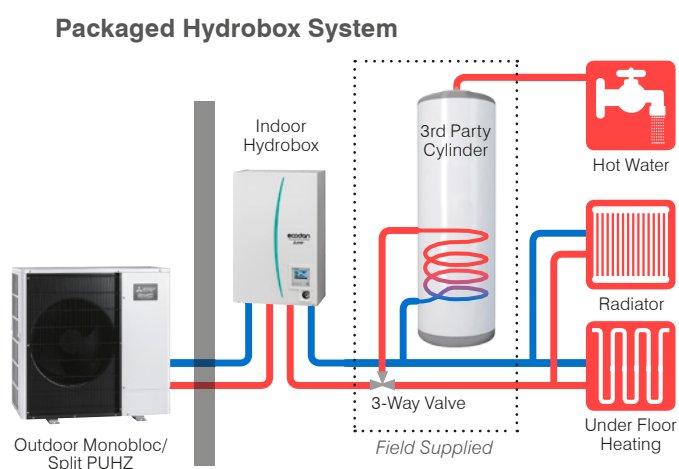 Packaged Hydrobox System
Indoor
Hydrobox
3rd Party
Cylinder
Hot Water
ecodan
Radiator
3-Way Valve
Under Floor
Heating
Outdoor Monobloc/
Split PUHZ
Field Supplied